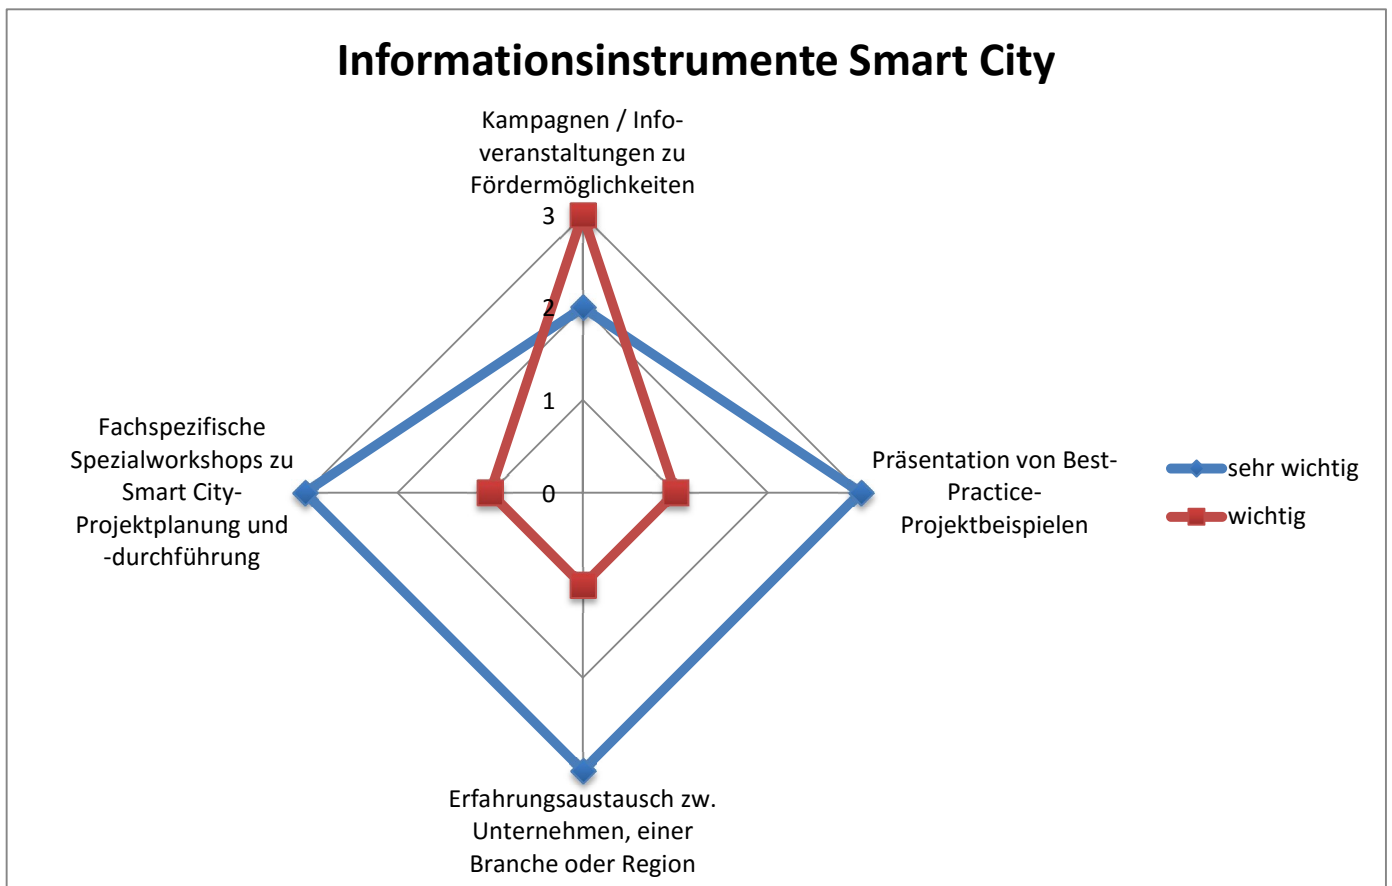 Informationsinstrumente Smart City
Kampagnen / Info-
veranstaltungen zu
Fördermöglichkeiten
3
2
1
0
Fachspezifische
Spezialworkshops zu
Smart City-
Projektplanung und
-durchführung
Präsentation von Best-
Practice-
Projektbeispielen
sehr wichtig
wichtig
Erfahrungsaustausch zw.
Unternehmen, einer
Branche oder Region